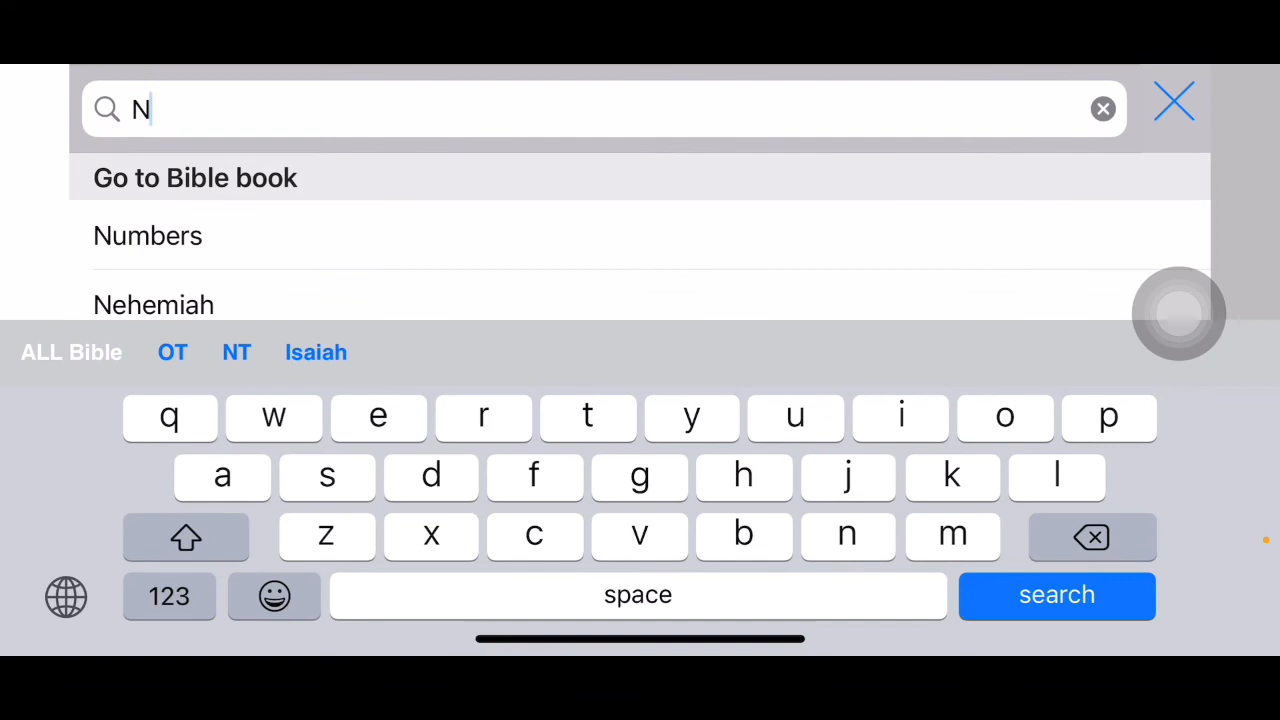 N
Go to Bible book
Numbers
Nehemiah
ALL Bible OT NT Isaiah
q w e r t y u i o p
a s d f g h j k l
z x c v b n m
123 space search